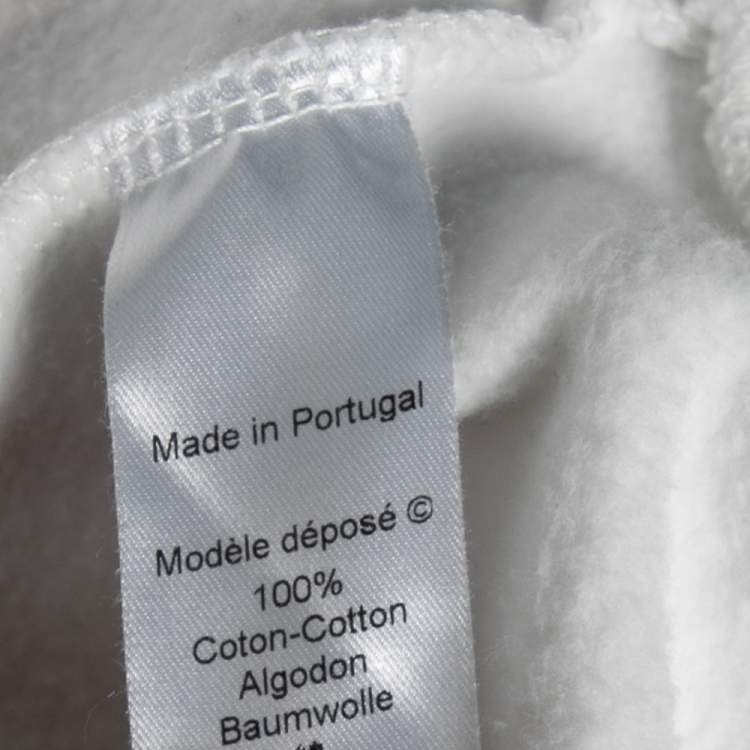 Made in Portugal
Modèle déposé ©
100%
Coton-Cotton
Algodon
Baumwolle